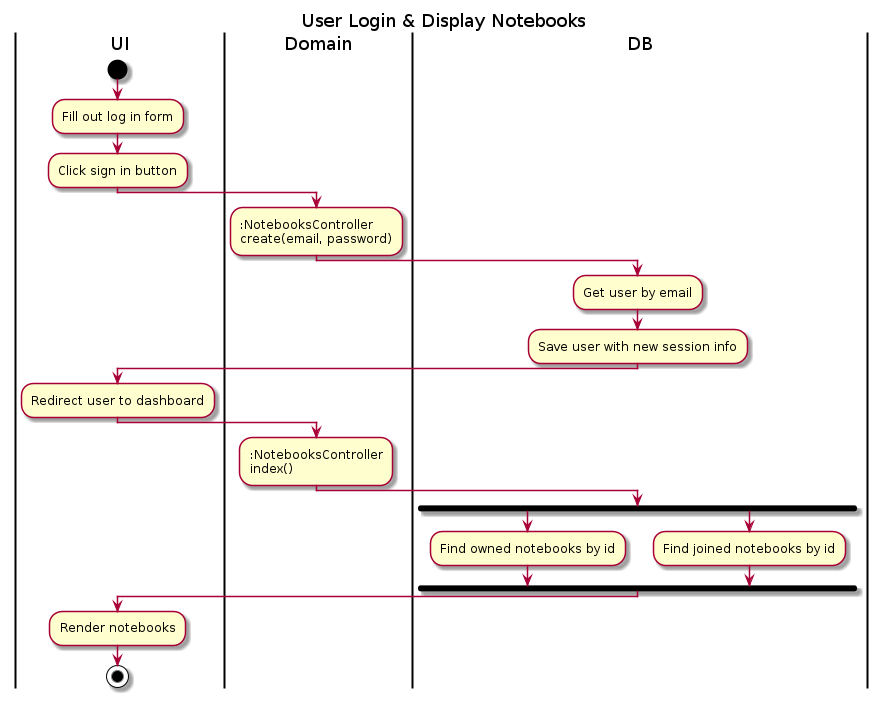 User Login & Display Notebooks
UI
Domain
DB
Fill out log in form
Click sign in button
:NotebooksController
create(email, password)
Get user by email
Save user with new session info
Redirect user to dashboard
:NotebooksController
index()
Find owned notebooks by id
Find joined notebooks by id
Render notebooks